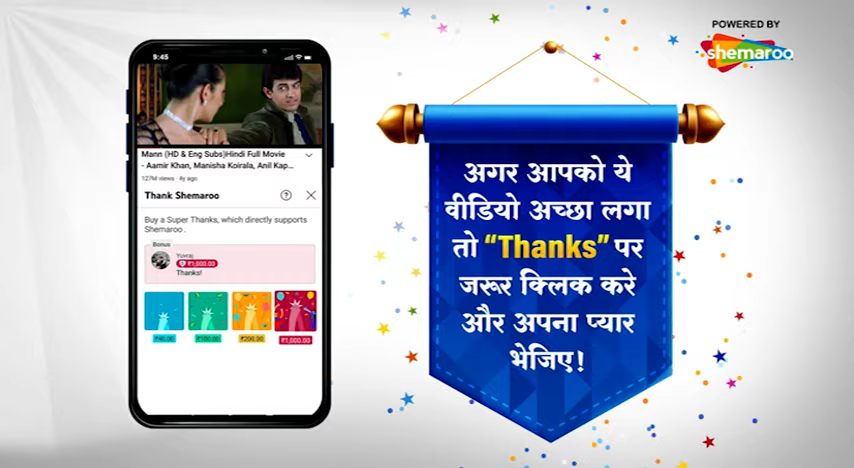 POWERED BY
shemaroo
9:45
Mann (HD & Eng Subs)Hindi Full Movie
- Aamir Khan, Manisha Koirala, Anil Kap...
127M views · 4y ago
Thank Shemaroo
?
Buy a Super Thanks, which directly supports
Shemaroo .
Bonus
Yuvraj
₹1,000.00
Thanks!
₹40.00 ₹100.00 ₹200.00 ₹1,000.00
अगर आपको ये
वीडियो अच्छा लगा
तो “Thanks” पर
जरूर क्लिक करे
और अपना प्यार
भेजिए!